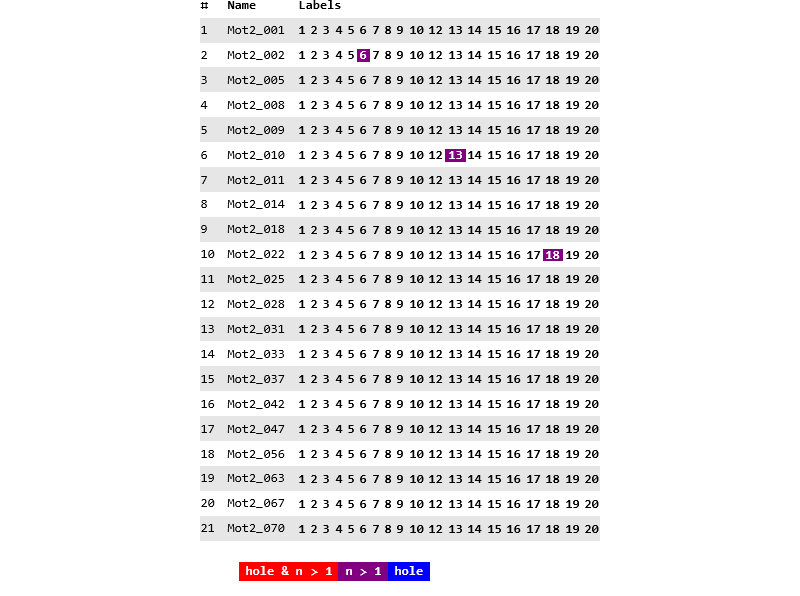 # Name Labels
1 Mot2_001 1 2 3 4 5 6 7 8 9 10 12 13 14 15 16 17 18 19 20
2 Mot2_002 1 2 3 4 5 6 7 8 9 10 12 13 14 15 16 17 18 19 20
3 Mot2_005 1 2 3 4 5 6 7 8 9 10 12 13 14 15 16 17 18 19 20
4 Mot2_008 1 2 3 4 5 6 7 8 9 10 12 13 14 15 16 17 18 19 20
5 Mot2_009 1 2 3 4 5 6 7 8 9 10 12 13 14 15 16 17 18 19 20
6 Mot2_010 1 2 3 4 5 6 7 8 9 10 12 13 14 15 16 17 18 19 20
7 Mot2_011 1 2 3 4 5 6 7 8 9 10 12 13 14 15 16 17 18 19 20
8 Mot2_014 1 2 3 4 5 6 7 8 9 10 12 13 14 15 16 17 18 19 20
9 Mot2_018 1 2 3 4 5 6 7 8 9 10 12 13 14 15 16 17 18 19 20
10 Mot2_022 1 2 3 4 5 6 7 8 9 10 12 13 14 15 16 17 18 19 20
11 Mot2_025 1 2 3 4 5 6 7 8 9 10 12 13 14 15 16 17 18 19 20
12 Mot2_028 1 2 3 4 5 6 7 8 9 10 12 13 14 15 16 17 18 19 20
13 Mot2_031 1 2 3 4 5 6 7 8 9 10 12 13 14 15 16 17 18 19 20
14 Mot2_033 1 2 3 4 5 6 7 8 9 10 12 13 14 15 16 17 18 19 20
15 Mot2_037 1 2 3 4 5 6 7 8 9 10 12 13 14 15 16 17 18 19 20
16 Mot2_042 1 2 3 4 5 6 7 8 9 10 12 13 14 15 16 17 18 19 20
17 Mot2_047 1 2 3 4 5 6 7 8 9 10 12 13 14 15 16 17 18 19 20
18 Mot2_056 1 2 3 4 5 6 7 8 9 10 12 13 14 15 16 17 18 19 20
19 Mot2_063 1 2 3 4 5 6 7 8 9 10 12 13 14 15 16 17 18 19 20
20 Mot2_067 1 2 3 4 5 6 7 8 9 10 12 13 14 15 16 17 18 19 20
21 Mot2_070 1 2 3 4 5 6 7 8 9 10 12 13 14 15 16 17 18 19 20
hole & n > 1 n > 1 hole